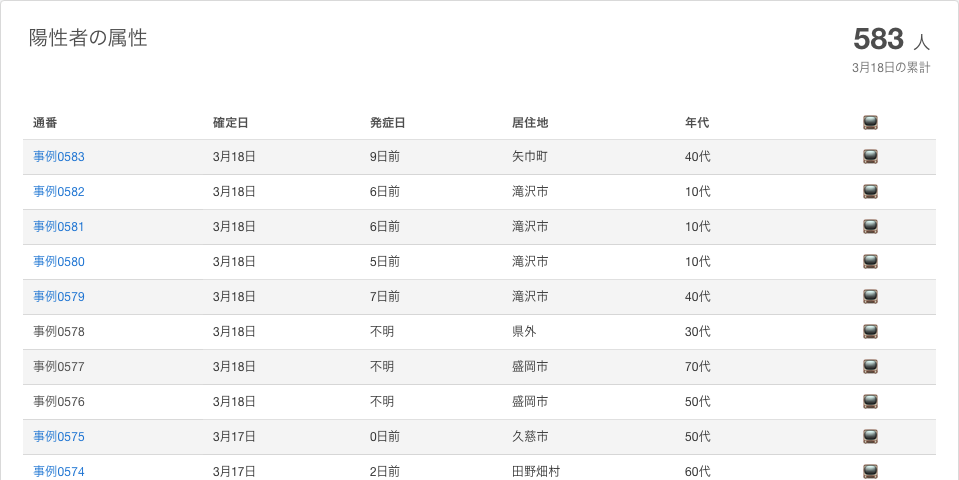 陽性者の属性
583 人
3月18日の累計
通番 確定日 発症日 居住地 年代
事例0583 3月18日 9日前 矢巾町 40代
事例0582 3月18日 6日前 滝沢市 10代
事例0581 3月18日 6日前 滝沢市 10代
事例0580 3月18日 5日前 滝沢市 10代
事例0579 3月18日 7日前 滝沢市 40代
事例0578 3月18日 不明 県外 30代
事例0577 3月18日 不明 盛岡市 70代
事例0576 3月18日 不明 盛岡市 50代
事例0575 3月17日 0日前 久慈市 50代
事例0574 3月17日 2日前 田野畑村 60代